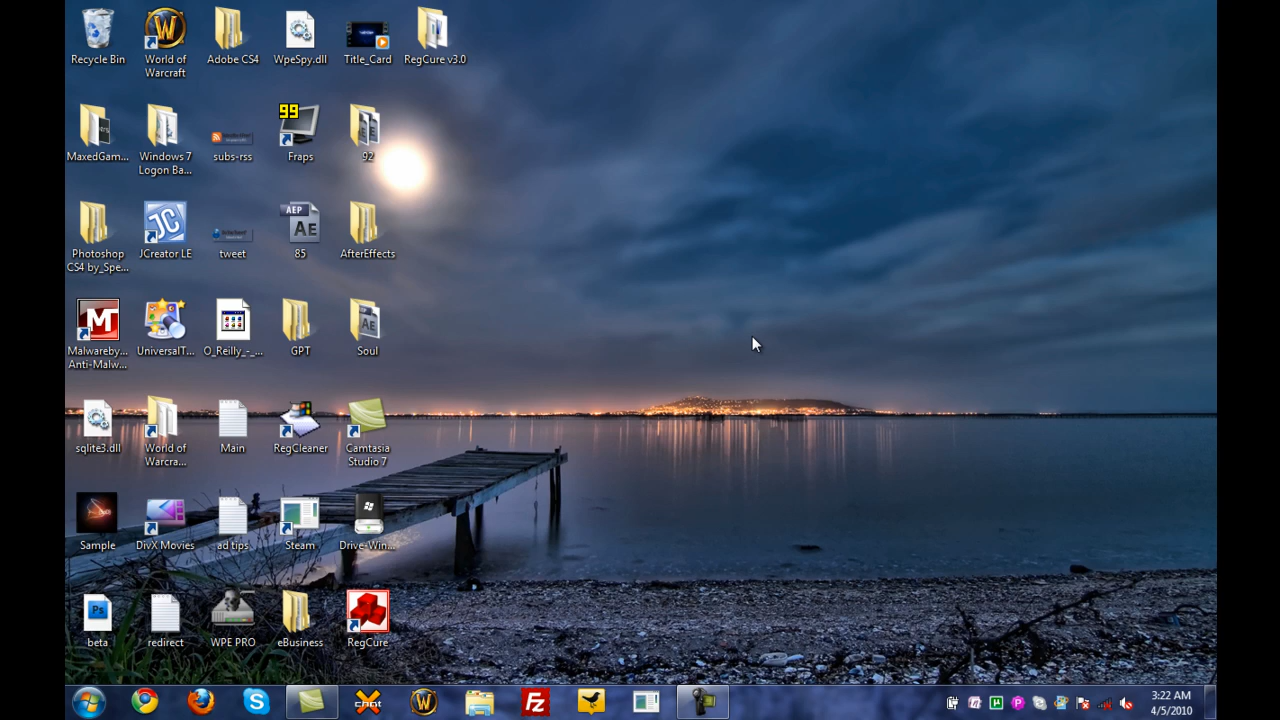 Recycle Bin
World of
Warcraft
Adobe CS4
WpeSpy.dll
Title_Card
RegCure v3.0
MaxedGam...
Windows 7
Logon Ba...
subs-rss
99
Fraps
92
Photoshop
CS4 by_Spe...
JC
JCreator LE
tweet
AEP
Ae
85
AfterEffects
M
Malwareby...
Anti-Malw...
UniversalT...
O_Reilly_-_...
GPT
Ae
Soul
sqlite3.dll
World of
Warcra...
Main
RegCleaner
Camtasia
Studio 7
Sample
DivX Movies
ad tips
Steam
Drive-Win...
Ps
beta
redirect
WPE PRO
eBusiness
RegCure
chat
3:22 AM
4/5/2010